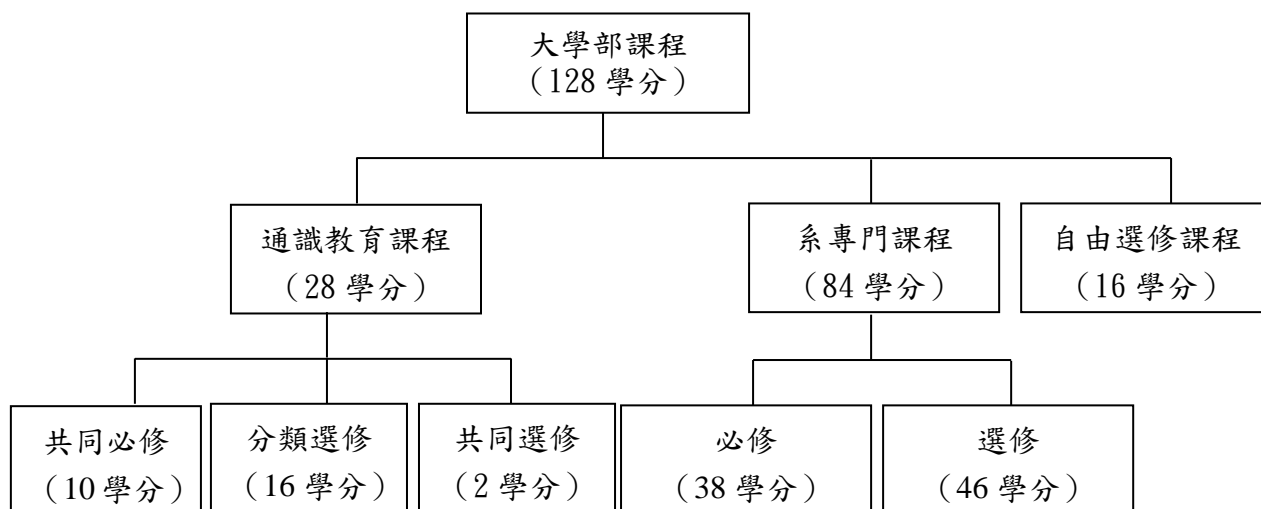 大學部課程
（128 學分）
通識教育課程
（28 學分）
系專門課程
（84 學分）
自由選修課程
（16 學分）
共同必修
（10 學分）
分類選修
（16 學分）
共同選修
（2 學分）
必修
（38 學分）
選修
（46 學分）